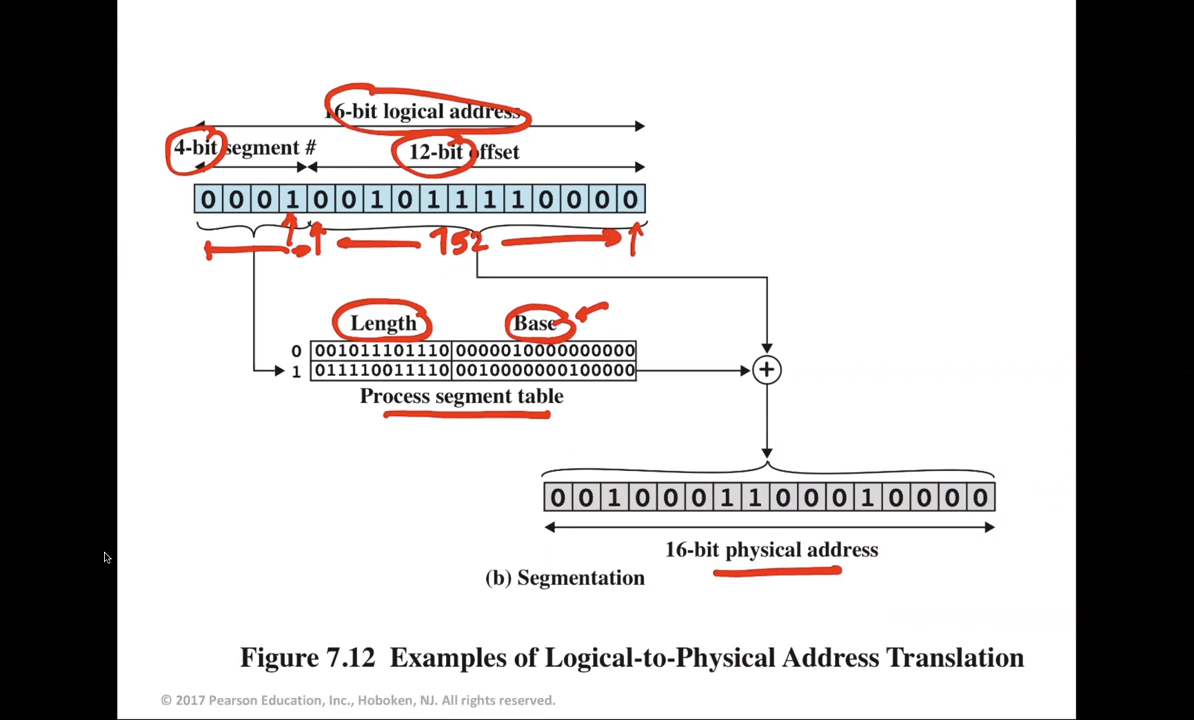 16-bit logical address
4-bit segment # 12-bit offset
0 0 0 1 0 0 1 0 1 1 1 1 0 0 0 0
752
Length Base
0 001011101110 0000010000000000
1 011110011110 0010000000100000
Process segment table
+
0 0 1 0 0 0 1 1 0 0 0 1 0 0 0 0
16-bit physical address
(b) Segmentation
Figure 7.12 Examples of Logical-to-Physical Address Translation
© 2017 Pearson Education, Inc., Hoboken, NJ. All rights reserved.